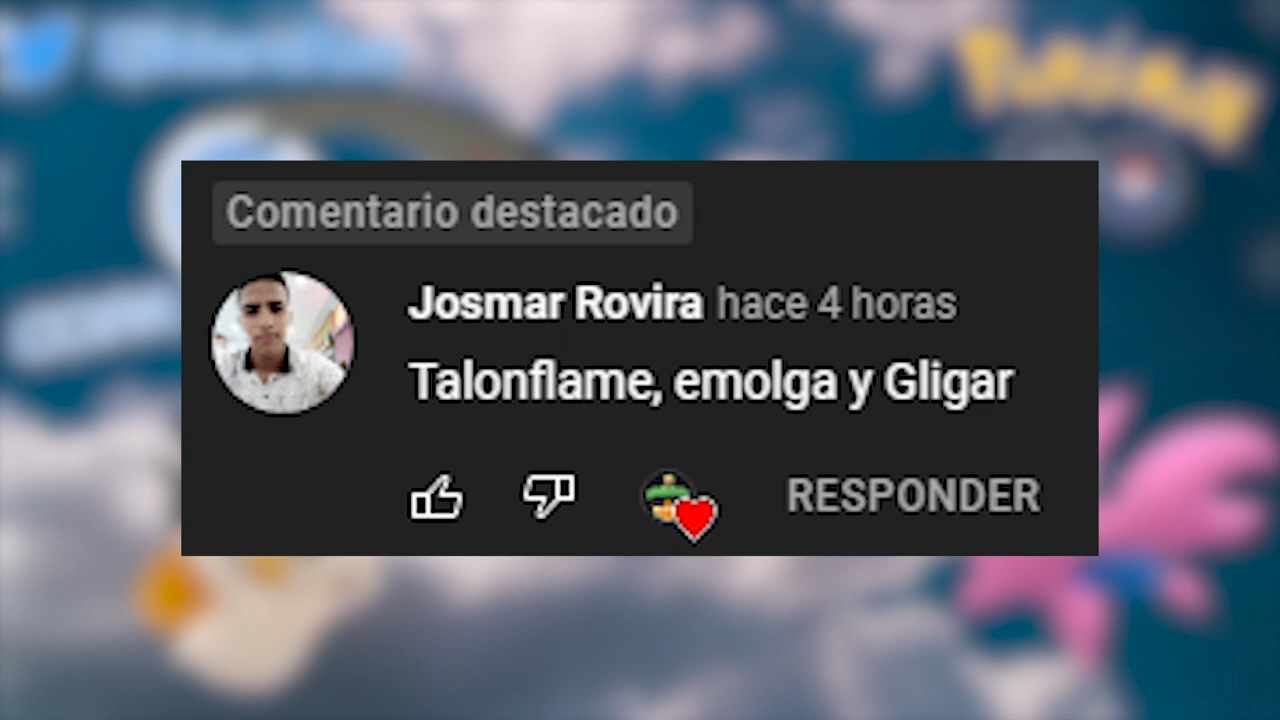 Comentario destacado
Josmar Rovira hace 4 horas
Talonflame, emolga y Gligar
RESPONDER